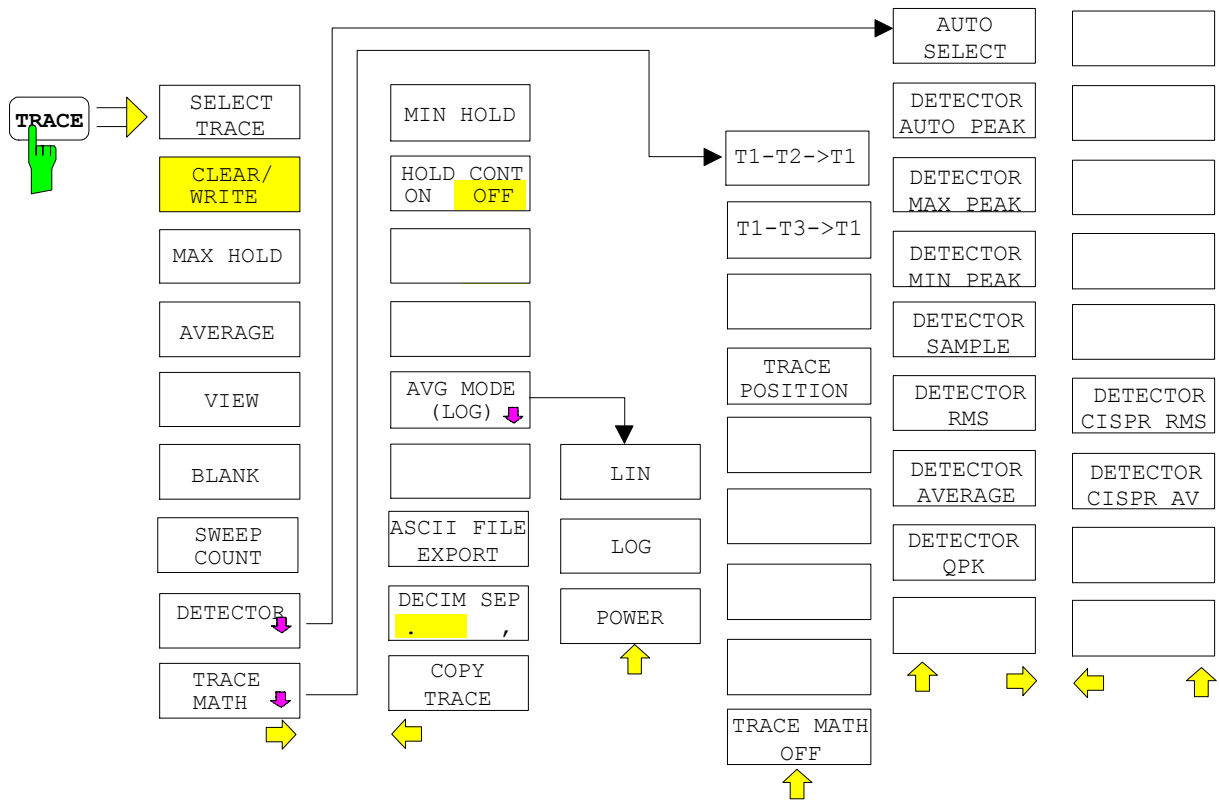 TRACE
SELECT
TRACE
CLEAR/
WRITE
MAX HOLD
AVERAGE
VIEW
BLANK
SWEEP
COUNT
DETECTOR
TRACE
MATH
MIN HOLD
HOLD CONT
ON OFF
AVG MODE
(LOG)
ASCII FILE
EXPORT
DECIM SEP
. ,
COPY
TRACE
LIN
LOG
POWER
T1-T2->T1
T1-T3->T1
TRACE
POSITION
TRACE MATH
OFF
AUTO
SELECT
DETECTOR
AUTO PEAK
DETECTOR
MAX PEAK
DETECTOR
MIN PEAK
DETECTOR
SAMPLE
DETECTOR
RMS
DETECTOR
AVERAGE
DETECTOR
QPK
DETECTOR
CISPR RMS
DETECTOR
CISPR AV